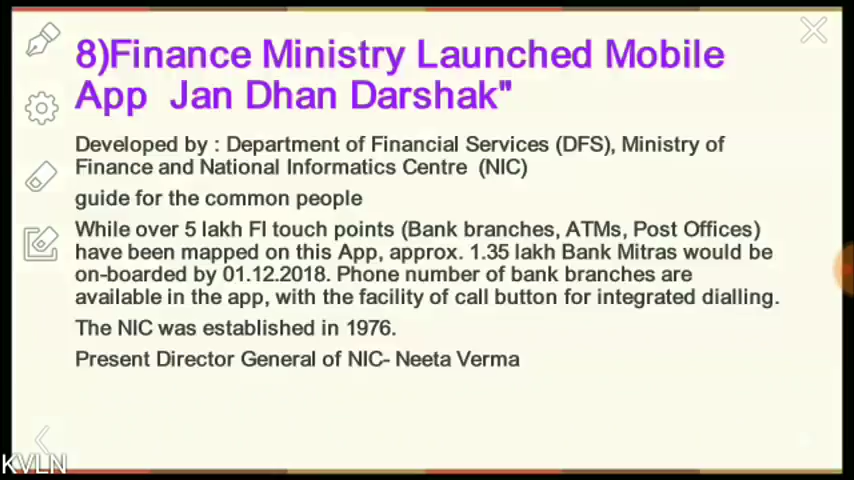 8)Finance Ministry Launched Mobile
App Jan Dhan Darshak"
Developed by : Department of Financial Services (DFS), Ministry of
Finance and National Informatics Centre (NIC)
guide for the common people
While over 5 lakh FI touch points (Bank branches, ATMs, Post Offices)
have been mapped on this App, approx. 1.35 lakh Bank Mitras would be
on-boarded by 01.12.2018. Phone number of bank branches are
available in the app, with the facility of call button for integrated dialling.
The NIC was established in 1976.
Present Director General of NIC- Neeta Verma
KVLN